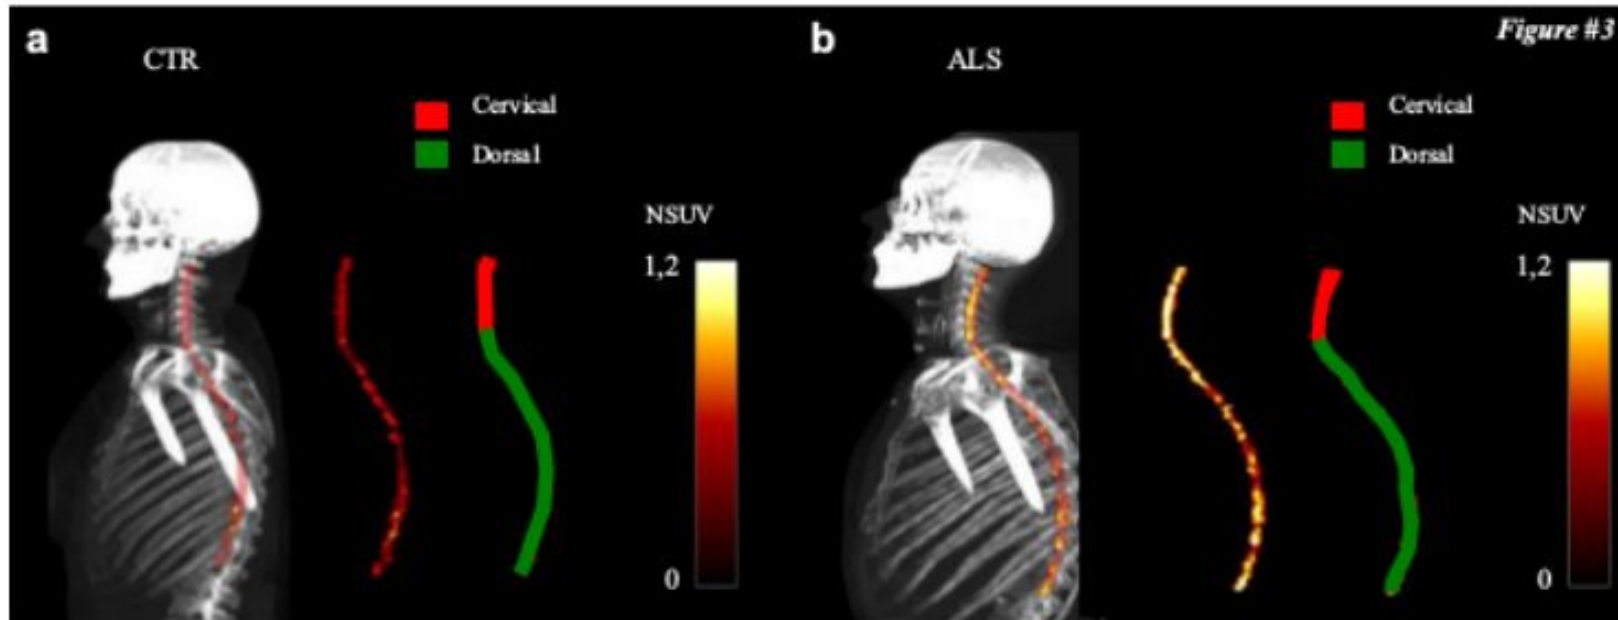 a
CTR
Cervical
Dorsal
NSUV
1,2
0
b
ALS
Figure #3
Cervical
Dorsal
NSUV
1,2
0